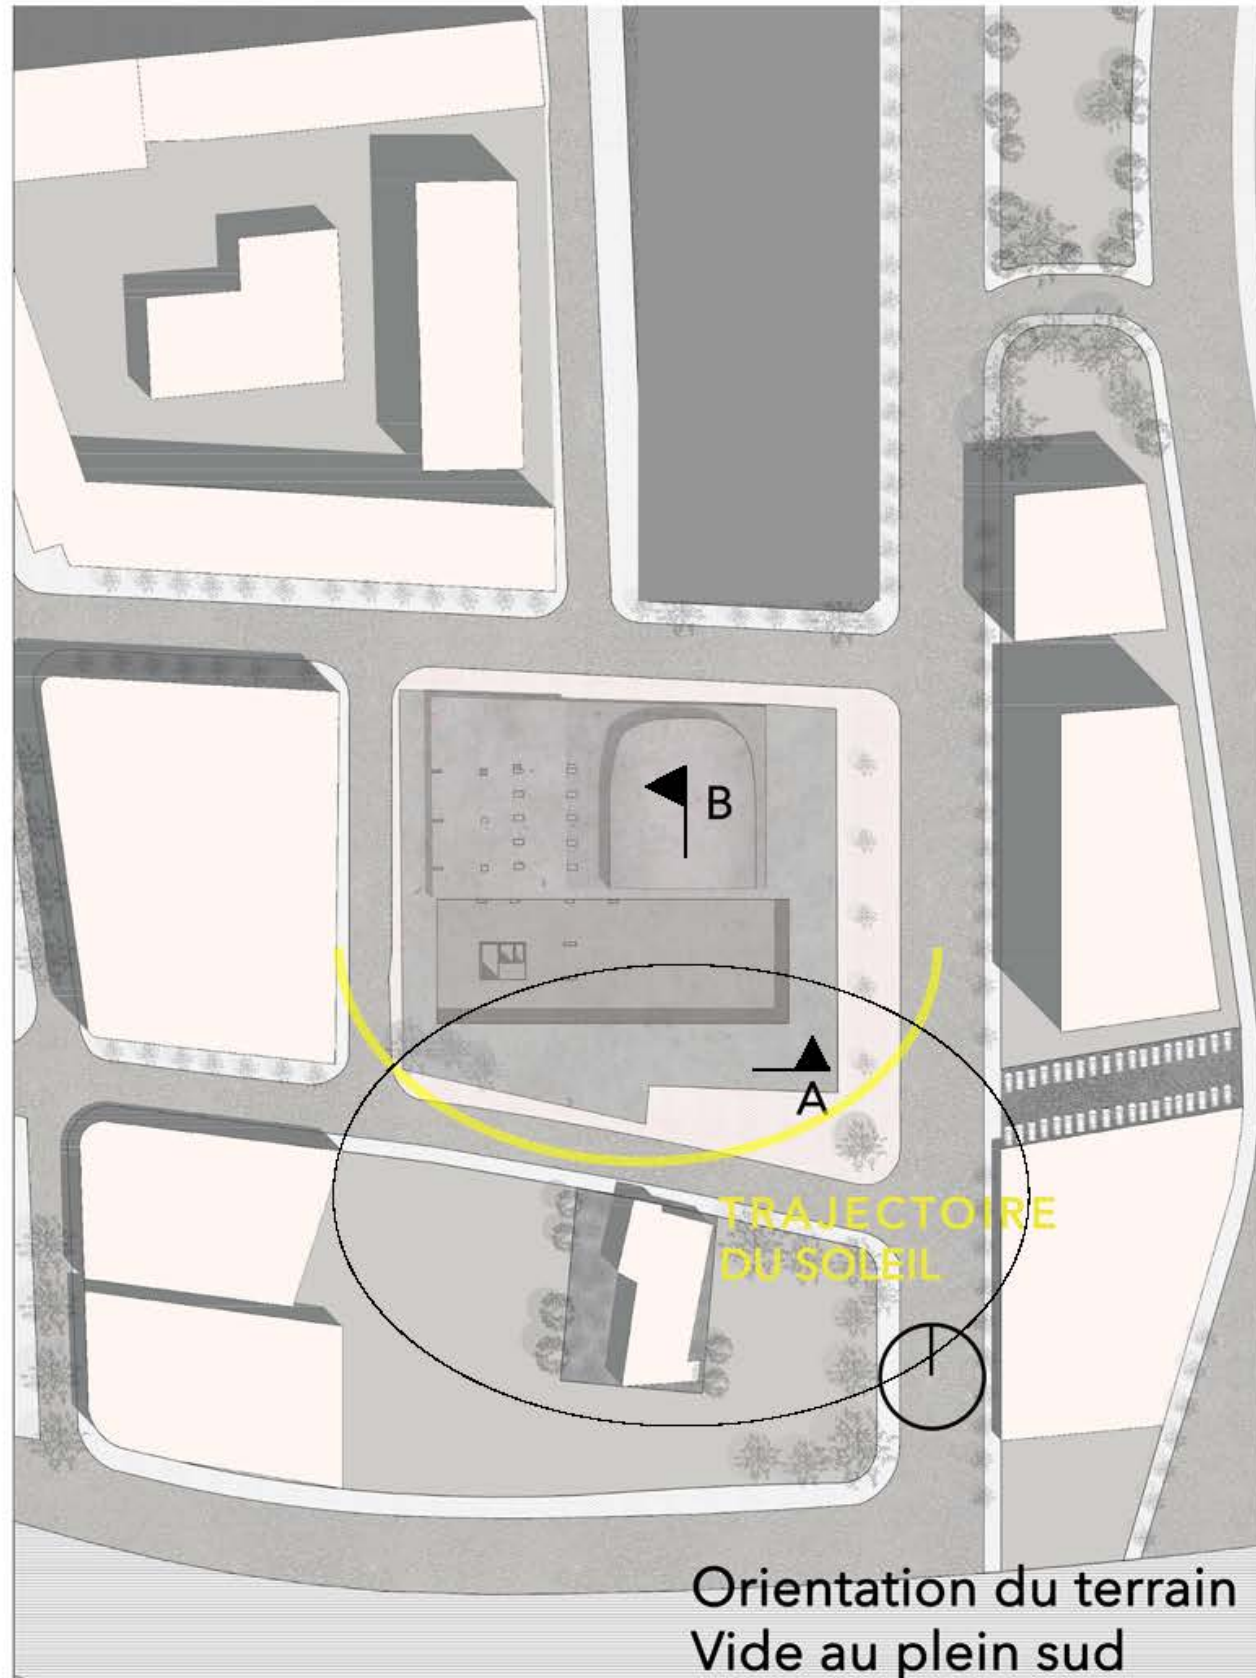 B
A
TRAJECTOIRE
DU SOLEIL
Orientation du terrain
Vide au plein sud